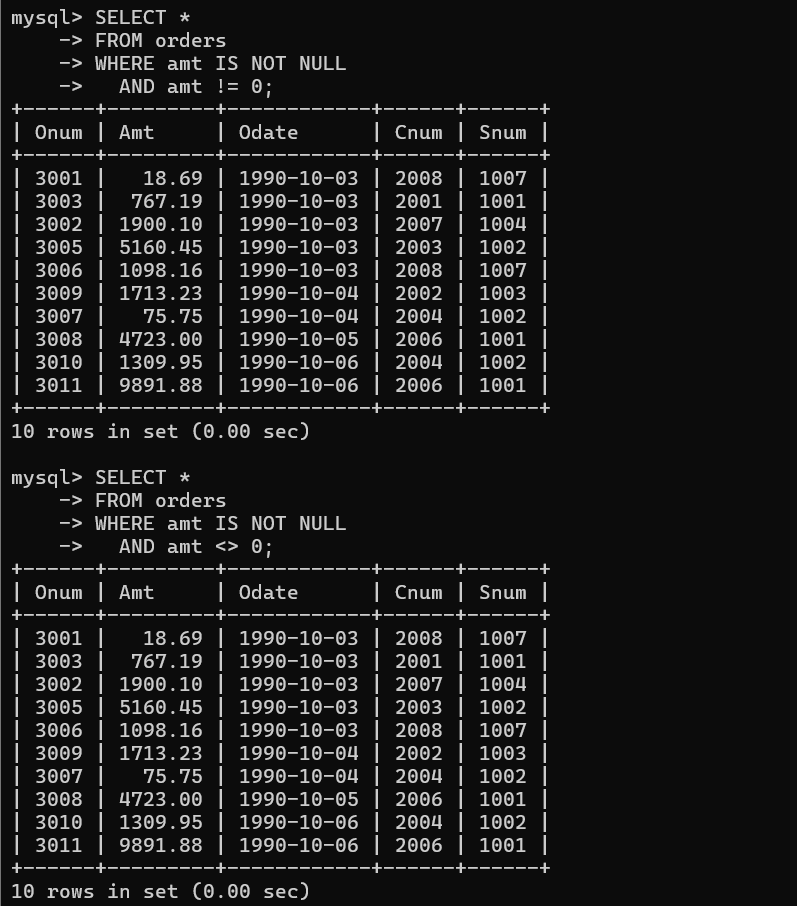 mysql> SELECT *
    -> FROM orders
    -> WHERE amt IS NOT NULL
    ->   AND amt != 0;
+------+---------+------------+------+------+
| Onum | Amt     | Odate      | Cnum | Snum |
+------+---------+------------+------+------+
| 3001 |   18.69 | 1990-10-03 | 2008 | 1007 |
| 3003 |  767.19 | 1990-10-03 | 2001 | 1001 |
| 3002 | 1900.10 | 1990-10-03 | 2007 | 1004 |
| 3005 | 5160.45 | 1990-10-03 | 2003 | 1002 |
| 3006 | 1098.16 | 1990-10-03 | 2008 | 1007 |
| 3009 | 1713.23 | 1990-10-04 | 2002 | 1003 |
| 3007 |   75.75 | 1990-10-04 | 2004 | 1002 |
| 3008 | 4723.00 | 1990-10-05 | 2006 | 1001 |
| 3010 | 1309.95 | 1990-10-06 | 2004 | 1002 |
| 3011 | 9891.88 | 1990-10-06 | 2006 | 1001 |
+------+---------+------------+------+------+
10 rows in set (0.00 sec)

mysql> SELECT *
    -> FROM orders
    -> WHERE amt IS NOT NULL
    ->   AND amt <> 0;
+------+---------+------------+------+------+
| Onum | Amt     | Odate      | Cnum | Snum |
+------+---------+------------+------+------+
| 3001 |   18.69 | 1990-10-03 | 2008 | 1007 |
| 3003 |  767.19 | 1990-10-03 | 2001 | 1001 |
| 3002 | 1900.10 | 1990-10-03 | 2007 | 1004 |
| 3005 | 5160.45 | 1990-10-03 | 2003 | 1002 |
| 3006 | 1098.16 | 1990-10-03 | 2008 | 1007 |
| 3009 | 1713.23 | 1990-10-04 | 2002 | 1003 |
| 3007 |   75.75 | 1990-10-04 | 2004 | 1002 |
| 3008 | 4723.00 | 1990-10-05 | 2006 | 1001 |
| 3010 | 1309.95 | 1990-10-06 | 2004 | 1002 |
| 3011 | 9891.88 | 1990-10-06 | 2006 | 1001 |
+------+---------+------------+------+------+
10 rows in set (0.00 sec)